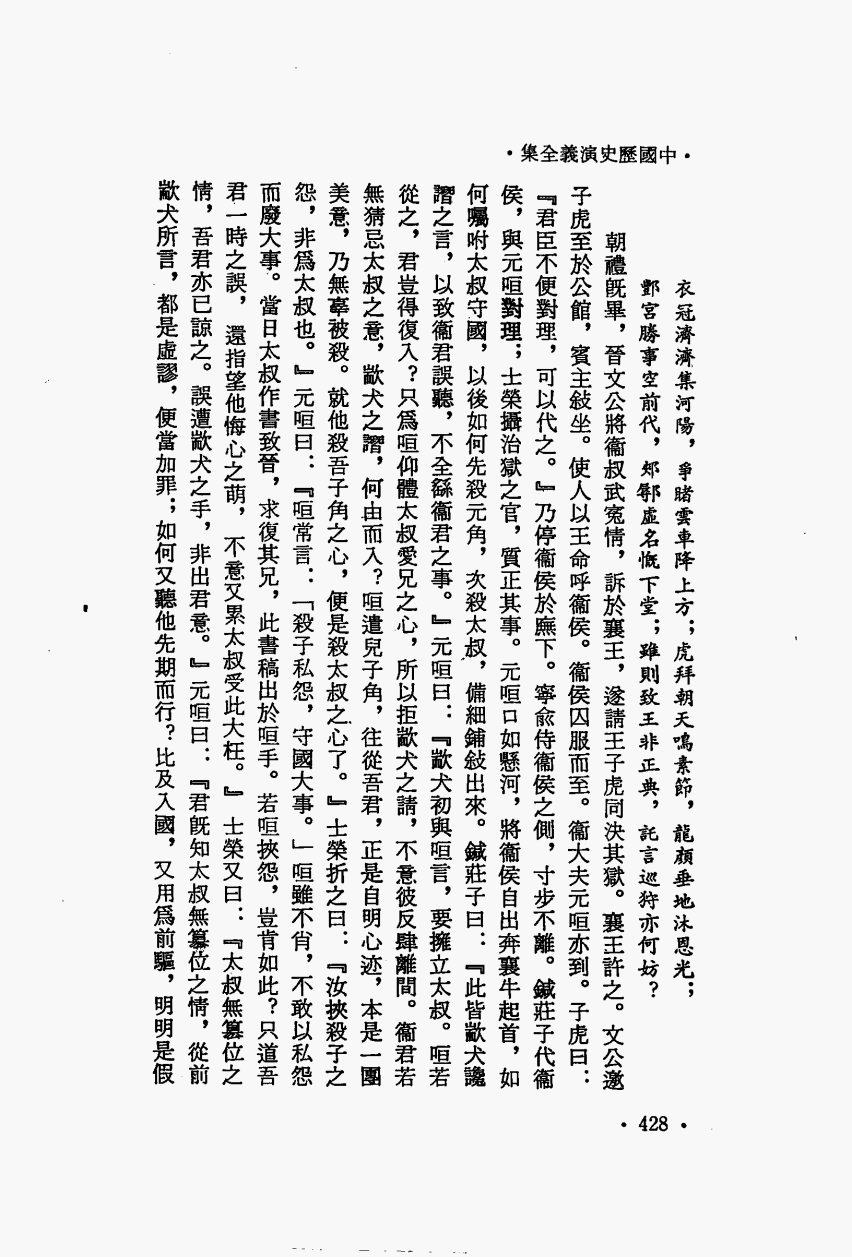 ·中國歷史演義全集·
衣冠濟濟集河陽，爭睹雲車降上方；虎拜朝天鳴素節，龍顏垂地沐恩光；
酆宮勝事空前代，郟鄏虛名慨下堂；雖則致王非正典，託言巡狩亦何妨？
朝禮旣畢，晉文公將衞叔武寃情，訴於襄王，遂請王子虎同決其獄。襄王許之。文公邀
子虎至於公館，賓主敍坐。使人以王命呼衞侯。衞侯囚服而至。衞大夫元咺亦到。子虎曰：
『君臣不便對理，可以代之。』乃停衞侯於廡下。寧兪侍衞侯之側，寸步不離。鍼莊子代衞
侯，與元咺對理；士榮攝治獄之官，質正其事。元咺口如懸河，將衞侯自出奔襄牛起首，如
何囑咐太叔守國，以後如何先殺元角，次殺太叔，備細鋪敍出來。鍼莊子曰：『此皆歂犬讒
譖之言，以致衞君誤聽，不全繇衞君之事。』元咺曰：『歂犬初與咺言，要擁立太叔。咺若
從之，君豈得復入？只爲咺仰體太叔愛兄之心，所以拒歂犬之請，不意彼反肆離間。衞君若
無猜忌太叔之意，歂犬之譖，何由而入？咺遣兒子角，往從吾君，正是自明心迹，本是一團
美意，乃無辜被殺。就他殺吾子角之心，便是殺太叔之心了。』士榮折之曰：『汝挾殺子之
怨，非爲太叔也。』元咺曰：『咺常言：「殺子私怨，守國大事。」咺雖不肖，不敢以私怨
而廢大事。當日太叔作書致晉，求復其兄，此書稿出於咺手。若咺挾怨，豈肯如此？只道吾
君一時之誤，還指望他悔心之萌，不意又累太叔受此大枉。』士榮又曰：『太叔無簒位之
情，吾君亦已諒之。誤遭歂犬之手，非出君意。』元咺曰：『君旣知太叔無簒位之情，從前
歂犬所言，都是虛謬，便當加罪；如何又聽他先期而行？比及入國，又用爲前驅，明明是假
·428·